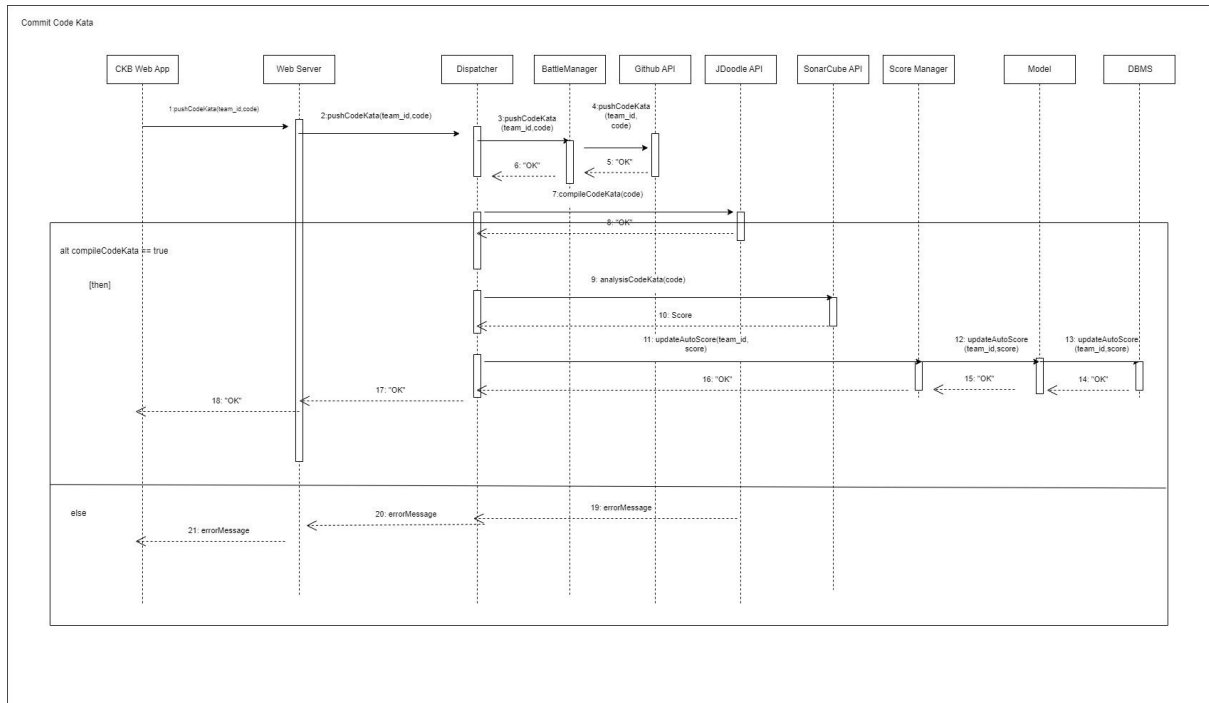 Commit Code Kata
CKB Web App
Web Server
Dispatcher
BattleManager
Github API
JDoodle API
SonarCube API
Score Manager
Model
DBMS
1:pushCodeKata(team_id,code)
2:pushCodeKata(team_id,code)
3:pushCodeKata
(team_id,code)
4:pushCodeKata
(team_id,
code)
6: "OK"
5: "OK"
7:compileCodeKata(code)
8: "OK"
alt compileCodeKata == true
[then]
9: analysisCodeKata(code)
10: Score
11: updateAutoScore(team_id,
score)
12: updateAutoScore
(team_id,score)
13: updateAutoScore
(team_id,score)
18: "OK"
17: "OK"
16: "OK"
15: "OK"
14: "OK"
else
21: errorMessage
20: errorMessage
19: errorMessage